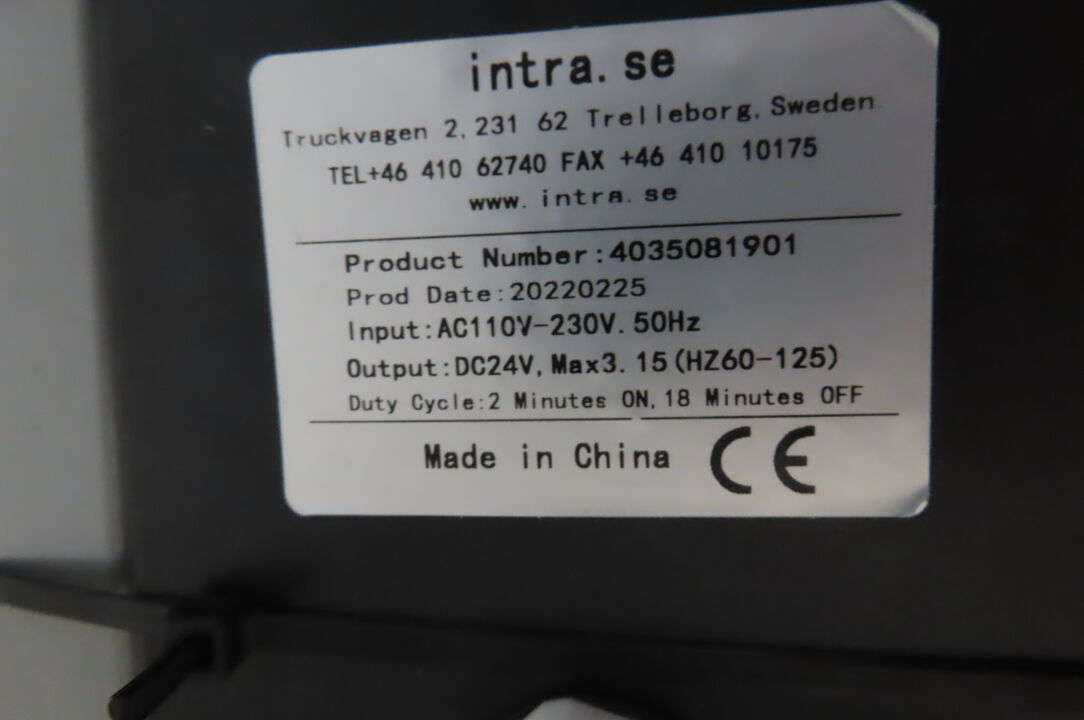 intra.se
Truckvagen 2,231 62 Trelleborg,Sweden
TEL+46 410 62740 FAX +46 410 10175
www.intra.se
Product Number:4035081901
Prod Date:20220225
Input:AC110V-230V.50Hz
Output:DC24V,Max3.15(HZ60-125)
Duty Cycle:2 Minutes ON,18 Minutes OFF
Made in China CE